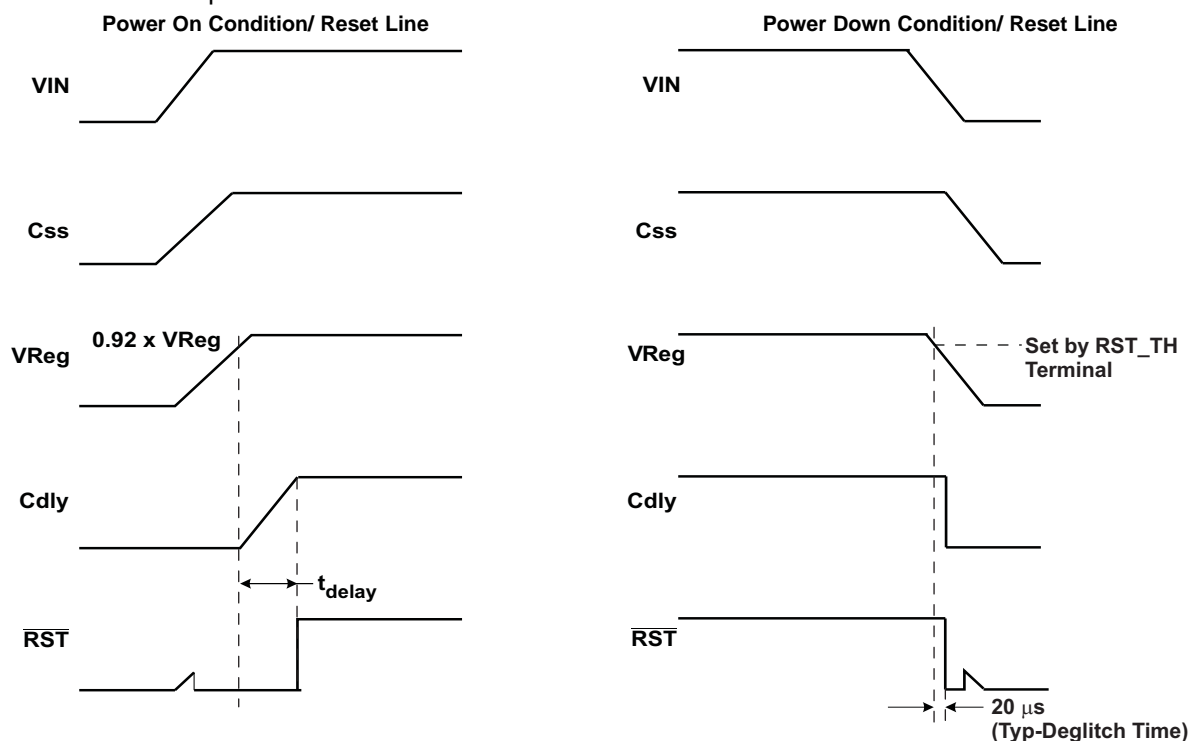 Power On Condition/ Reset Line
VIN
Css
0.92 x VReg
VReg
Cdly
tdelay
RST
Power Down Condition/ Reset Line
VIN
Css
VReg
Set by RST_TH
Terminal
Cdly
RST
20 μs
(Typ-Deglitch Time)